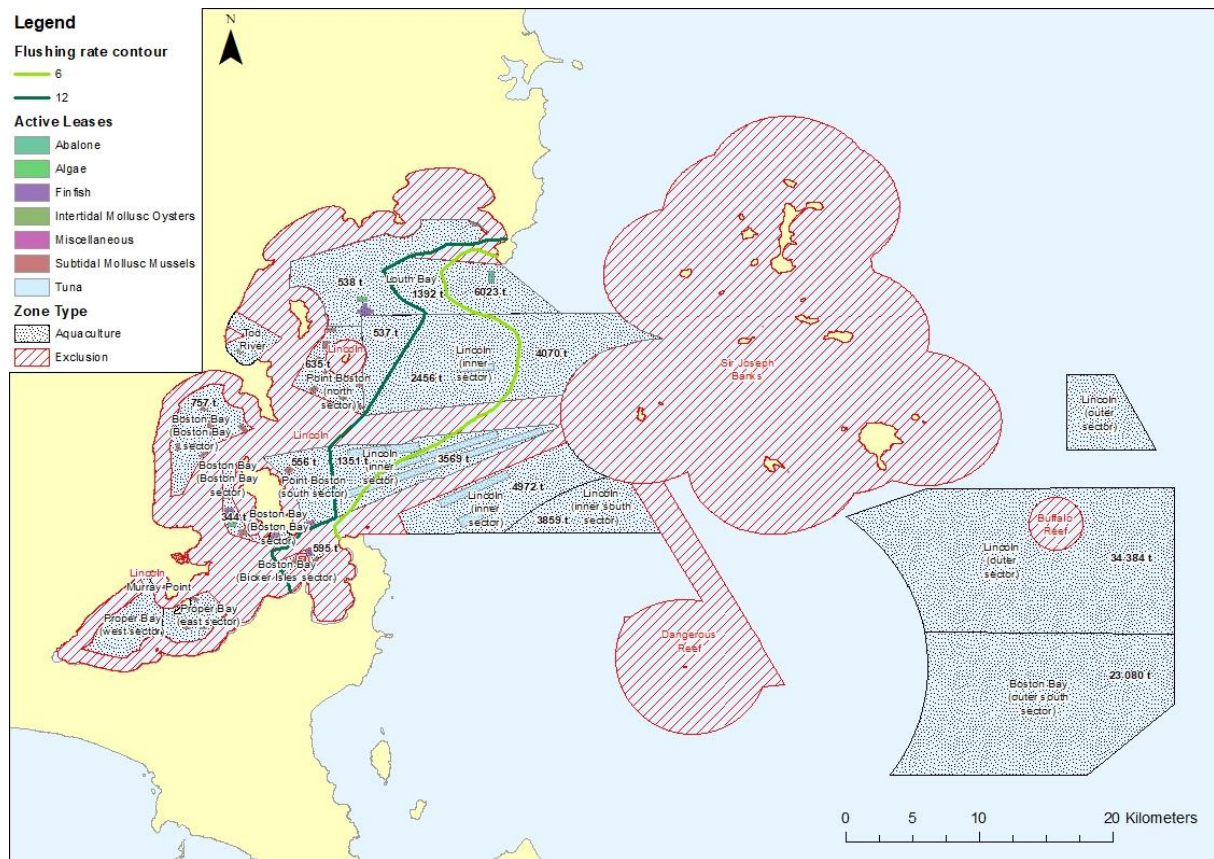 Legend
Flushing rate contour
6
12
Active Leases
Abalone
Algae
Finfish
Intertidal Mollusc Oysters
Miscellaneous
Subtidal Mollusc Mussels
Tuna
Zone Type
Aquaculture
Exclusion
N
538 t
Louth Bay
1392 t
6023 t
Tod
River
537 t
Lincoln
635 t
Point Boston
(north
sector)
Lincoln
(inner
sector)
4070 t
2456 t
Sir Joseph
Banks
Lincoln
(outer
sector)
757 t
Boston Bay
(Boston Bay
sector)
Lincoln
Boston Bay
(Boston Bay
sector)
556 t
Point Boston
(south sector)
1351 t
Lincoln
(inner
sector)
3569 t
4972 t
Lincoln
(inner
sector)
Lincoln
(inner south
sector)
3859 t
344 t
Boston Bay
(Boston Bay
sector)
595 t
Boston Bay
(Bicker Isles sector)
Buffalo
Reef
Lincoln
(outer
sector)
34 384 t
Lincoln
Murray Point
Proper Bay
(west sector)
Proper Bay
(east sector)
Dangerous
Reef
Boston Bay
(outer south
sector)
23 080 t
0 5 10 20 Kilometers